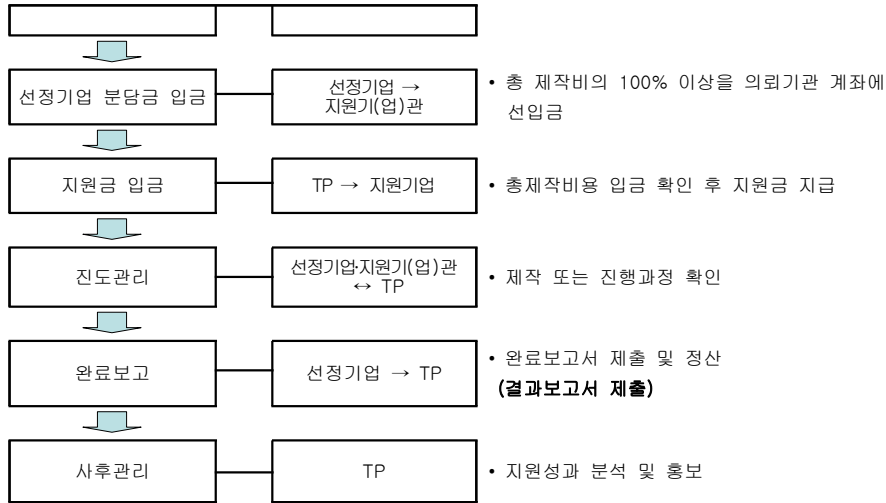 선정기업 분담금 입금
선정기업 →
지원기(업)관
• 총 제작비의 100% 이상을 의뢰기관 계좌에
선입금
지원금 입금
TP → 지원기업
• 총제작비용 입금 확인 후 지원금 지급
진도관리
선정기업·지원기(업)관
↔ TP
• 제작 또는 진행과정 확인
완료보고
선정기업 → TP
• 완료보고서 제출 및 정산
(결과보고서 제출)
사후관리
TP
• 지원성과 분석 및 홍보